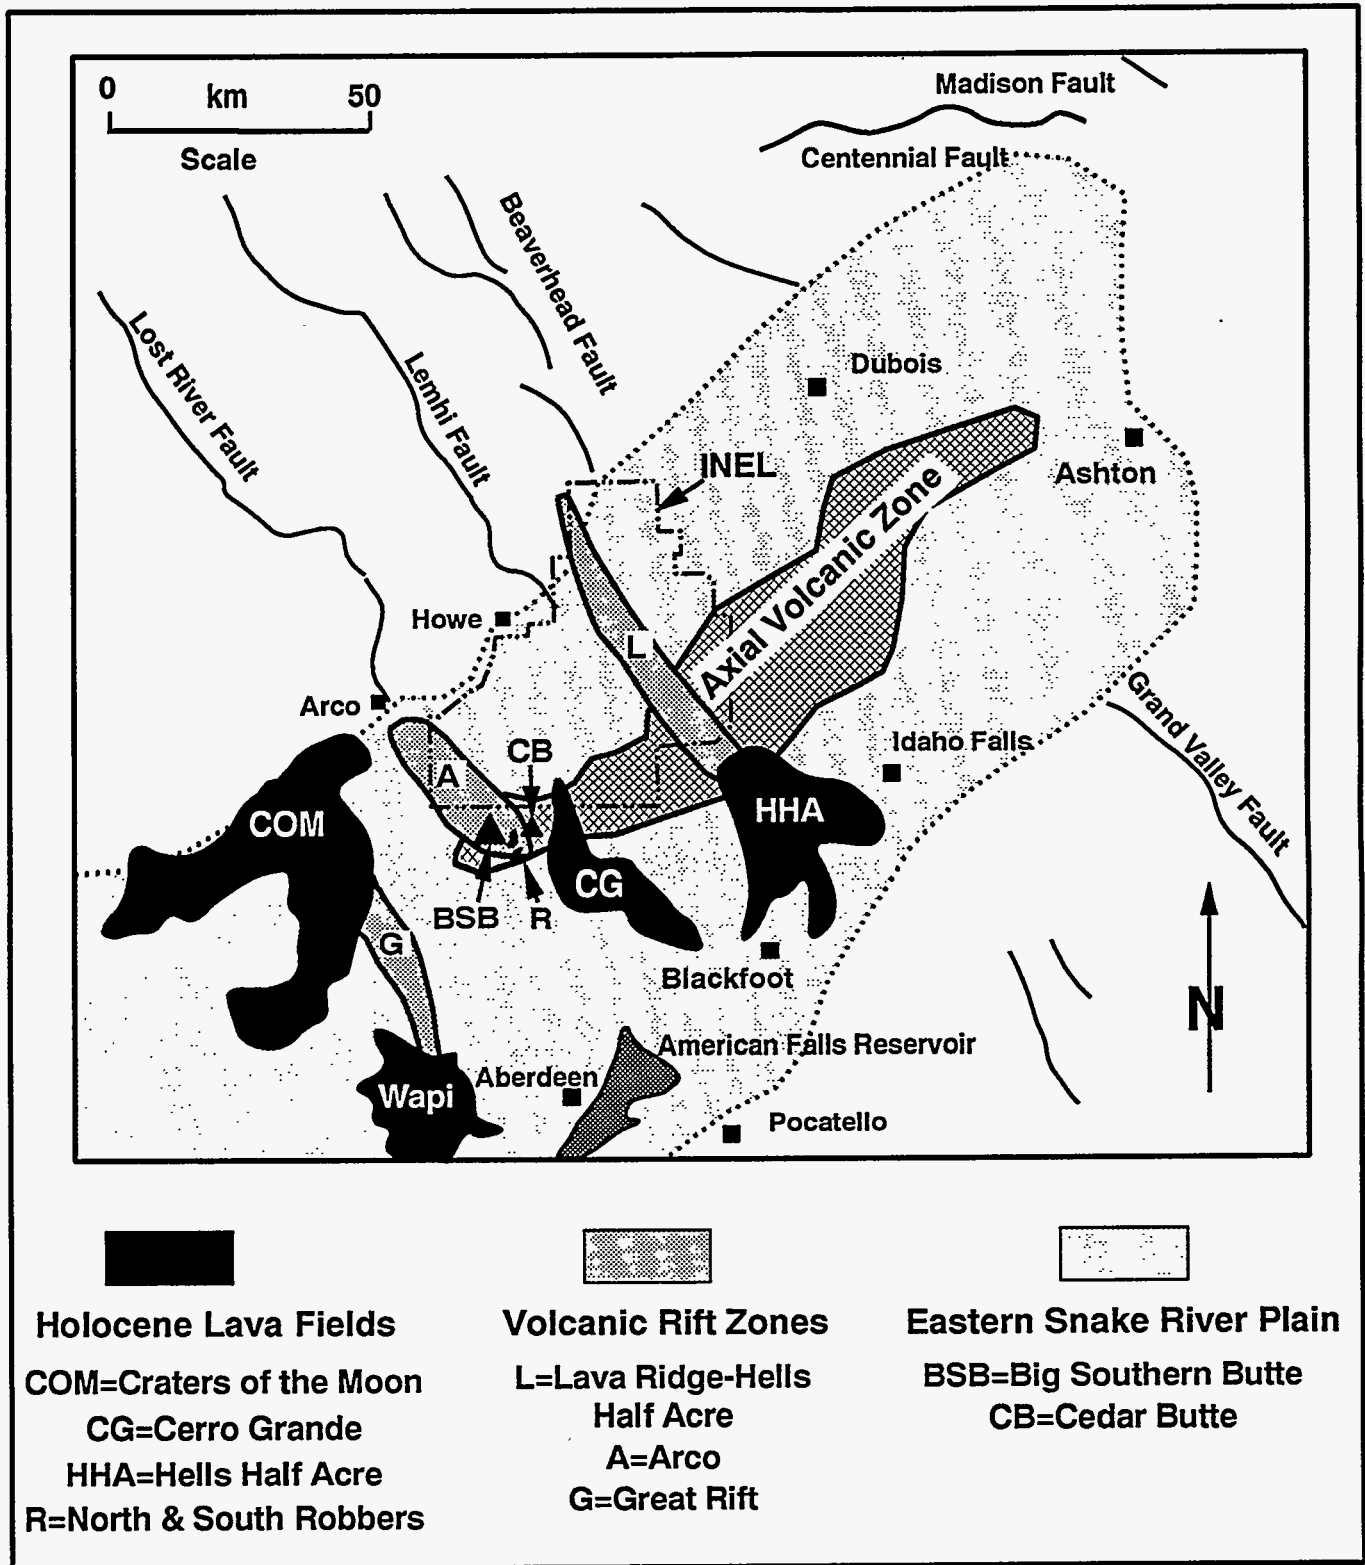 0 km 50
Scale
Madison Fault
Centennial Fault
Beaverhead Fault
Lost River Fault
Lemhi Fault
Dubois
INEL
Ashton
Axial Volcanic Zone
Howe
L
Arco
Grand Valley Fault
CB
Idaho Falls
A
HHA
COM
CG
BSB
R
G
Blackfoot
N
American Falls Reservoir
Aberdeen
Wapi
Pocatello
Holocene Lava Fields
COM=Craters of the Moon
CG=Cerro Grande
HHA=Hells Half Acre
R=North & South Robbers
Volcanic Rift Zones
L=Lava Ridge-Hells
Half Acre
A=Arco
G=Great Rift
Eastern Snake River Plain
BSB=Big Southern Butte
CB=Cedar Butte